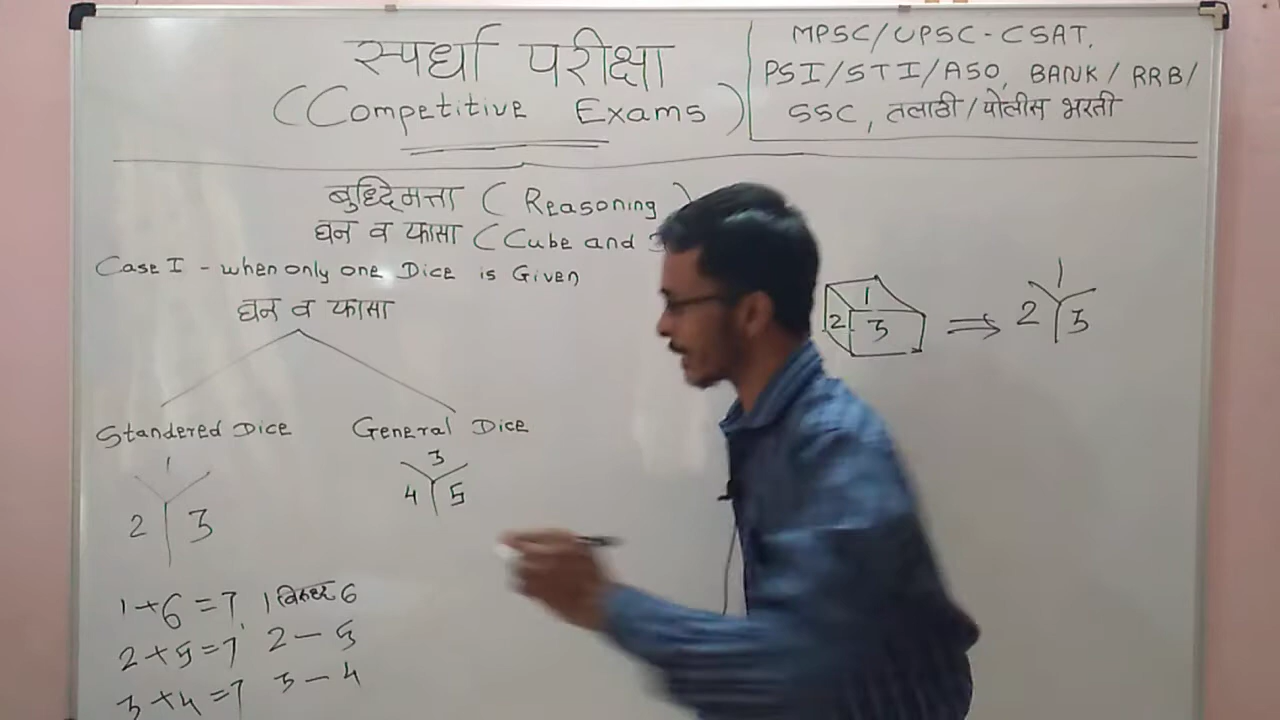 स्पर्धा परीक्षा
(Competitive Exams)
MPSC/UPSC-CSAT,
PSI/STI/ASO, BANK/RRB/
SSC, तलाठी/पोलीस भरती
बुध्दिमत्ता (Reasoning)
घन व फासा (Cube and
Case I - when only one Dice is Given
घन व फासा
Standered Dice
General Dice
1
2 3
3
4 5
1+6=7, 1 विरुध्द 6
2+5=7 2 - 5
3+4=7 3 - 4
1
2 3
⇒
1
2 3